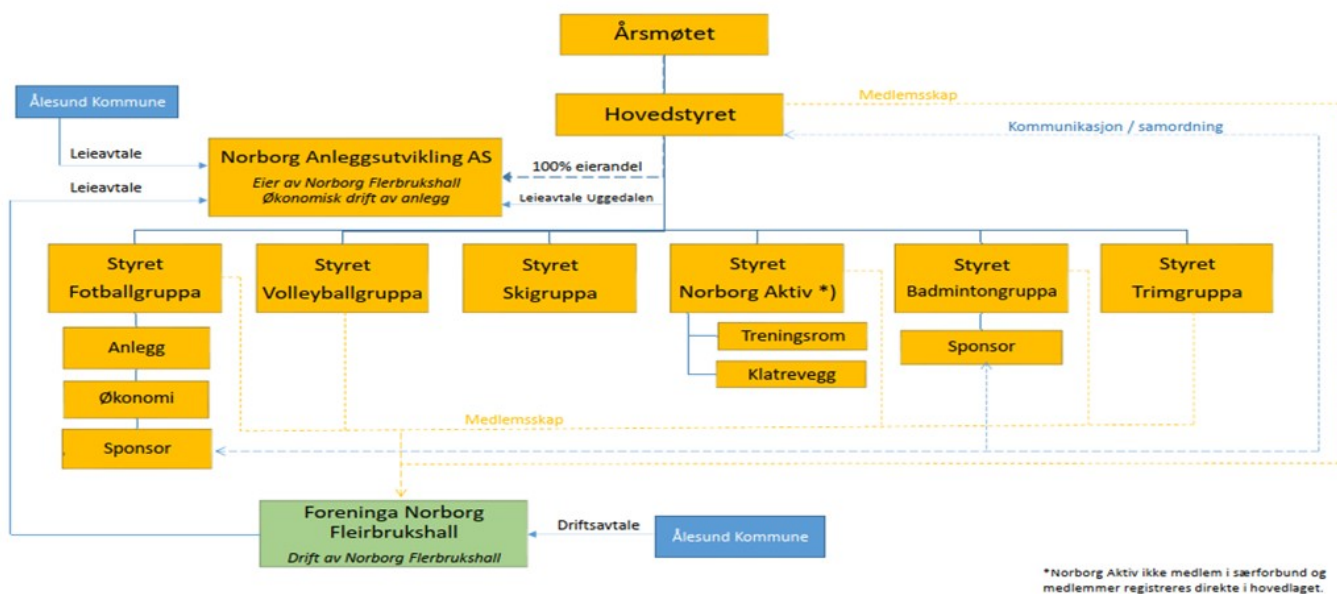 Årsmøtet
Hovedstyret
Medlemsskap
Kommunikasjon / samordning
Ålesund Kommune
Leieavtale
Leieavtale
Norborg Anleggsutvikling AS
Eier av Norborg Flerbrukshall
Økonomisk drift av anlegg
100% eierandel
Leieavtale Uggedalen
Styret
Fotballgruppa
Styret
Volleyballgruppa
Styret
Skigruppa
Styret
Norborg Aktiv *)
Styret
Badmintongruppa
Styret
Trimgruppa
Anlegg
Økonomi
Sponsor
Treningsrom
Klatrevegg
Sponsor
Medlemsskap
Foreninga Norborg
Fleirbrukshall
Drift av Norborg Flerbrukshall
Driftsavtale
Ålesund Kommune
*Norborg Aktiv ikke medlem i særforbund og
medlemmer registreres direkte i hovedlaget.